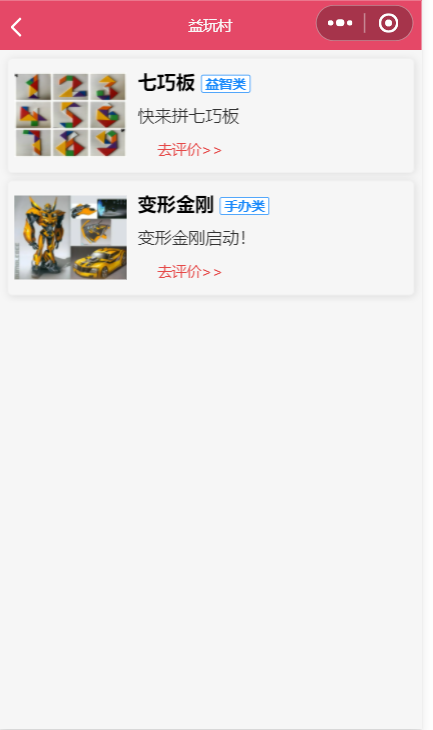 益玩村
七巧板 益智类
快来拼七巧板
去评价>>
变形金刚 手办类
变形金刚启动！
去评价>>